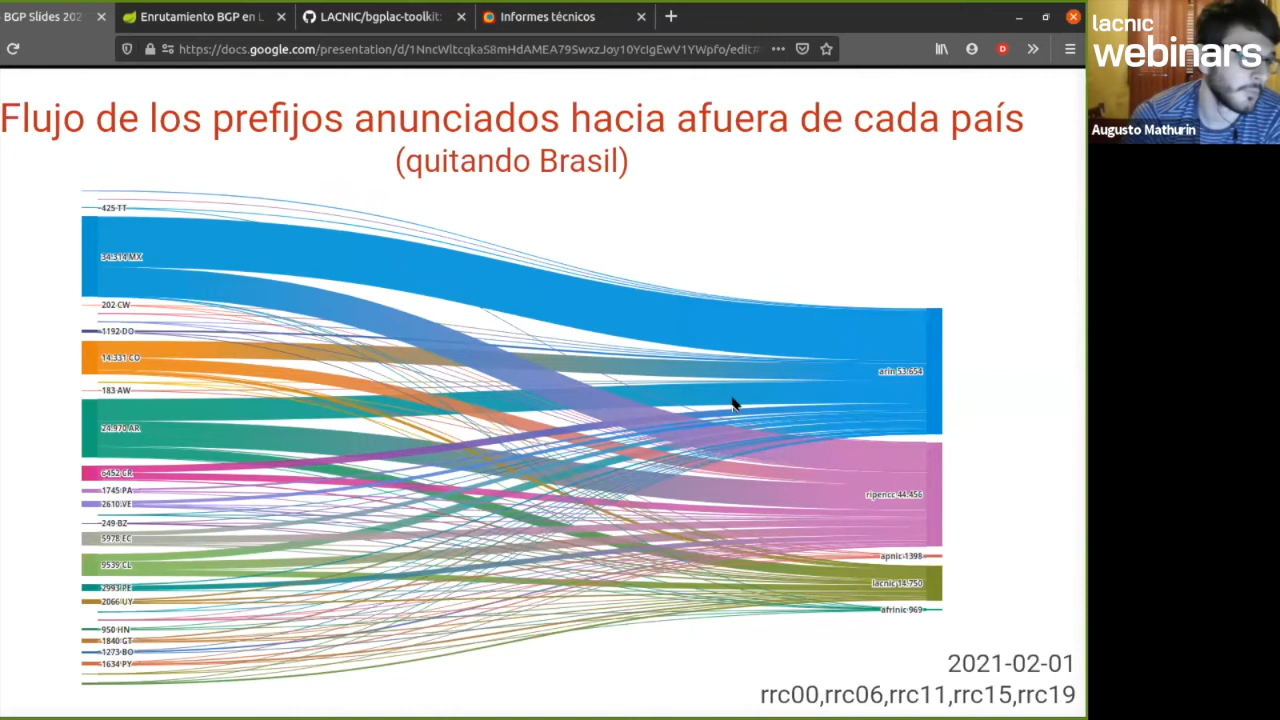 BGP Slides 202
Enrutamiento BGP en L
LACNIC/bgplac-toolkit:
Informes técnicos
https://docs.google.com/presentation/d/1NncWltcqkaS8mHdAMEA79SwxzJoy10YcIgEwV1YWpfo/edit#
lacnic
webinars
Augusto Mathurin
Flujo de los prefijos anunciados hacia afuera de cada país
(quitando Brasil)
425 TT
34.314 MX
202 CW
1192 DO
14.331 CO
183 AW
24.970 AR
6452 CR
1745 PA
2610 VE
249 BZ
5978 EC
9539 CL
2993 PE
2066 UY
950 HN
1840 GT
1273 BO
1634 PY
arin 53.654
ripencc 44.456
apnic 1398
lacnic 14.750
afrinic 969
2021-02-01
rrc00,rrc06,rrc11,rrc15,rrc19